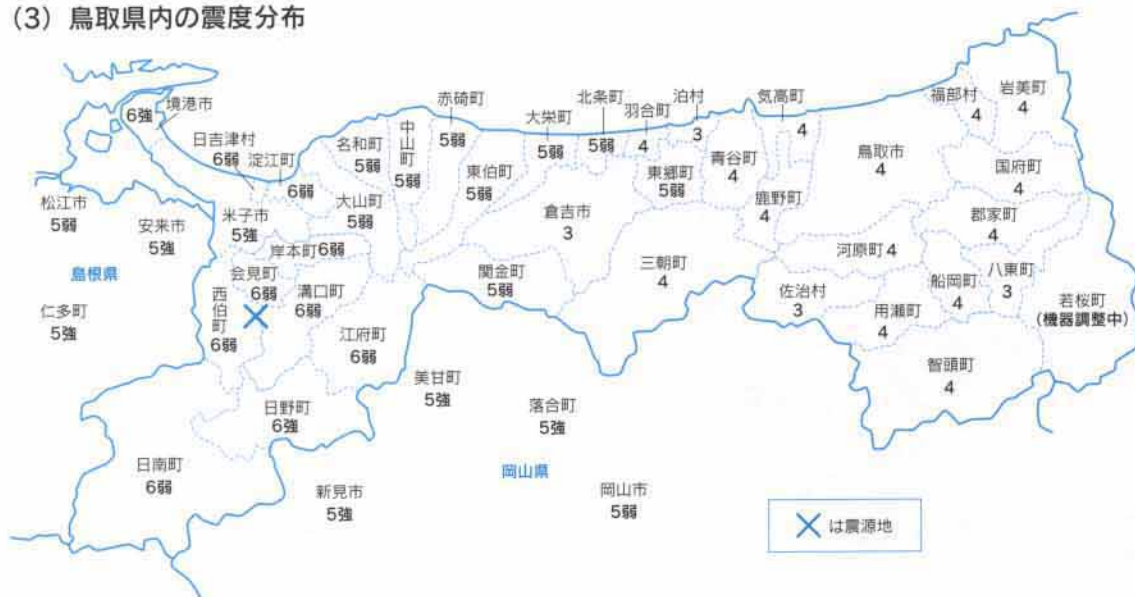 (3) 鳥取県内の震度分布
境港市
6強
日吉津村
6弱
淀江町
6弱
名和町
5弱
中山町
5弱
赤碕町
5弱
東伯町
5弱
大栄町
5弱
北条町
5弱
羽合町
4
泊村
3
気高町
4
青谷町
4
東郷町
5弱
鹿野町
4
鳥取市
4
福部村
4
岩美町
4
国府町
4
郡家町
4
河原町 4
船岡町
4
八東町
3
若桜町
(機器調整中)
用瀬町
4
佐治村
3
智頭町
4
三朝町
4
倉吉市
3
関金町
5弱
大山町
5弱
米子市
5強
岸本町 6弱
会見町
6弱
溝口町
6弱
西伯町
6弱
江府町
6弱
日野町
6強
日南町
6弱
松江市
5弱
安来市
5強
島根県
仁多町
5強
美甘町
5強
落合町
5強
岡山県
新見市
5強
岡山市
5弱
は震源地